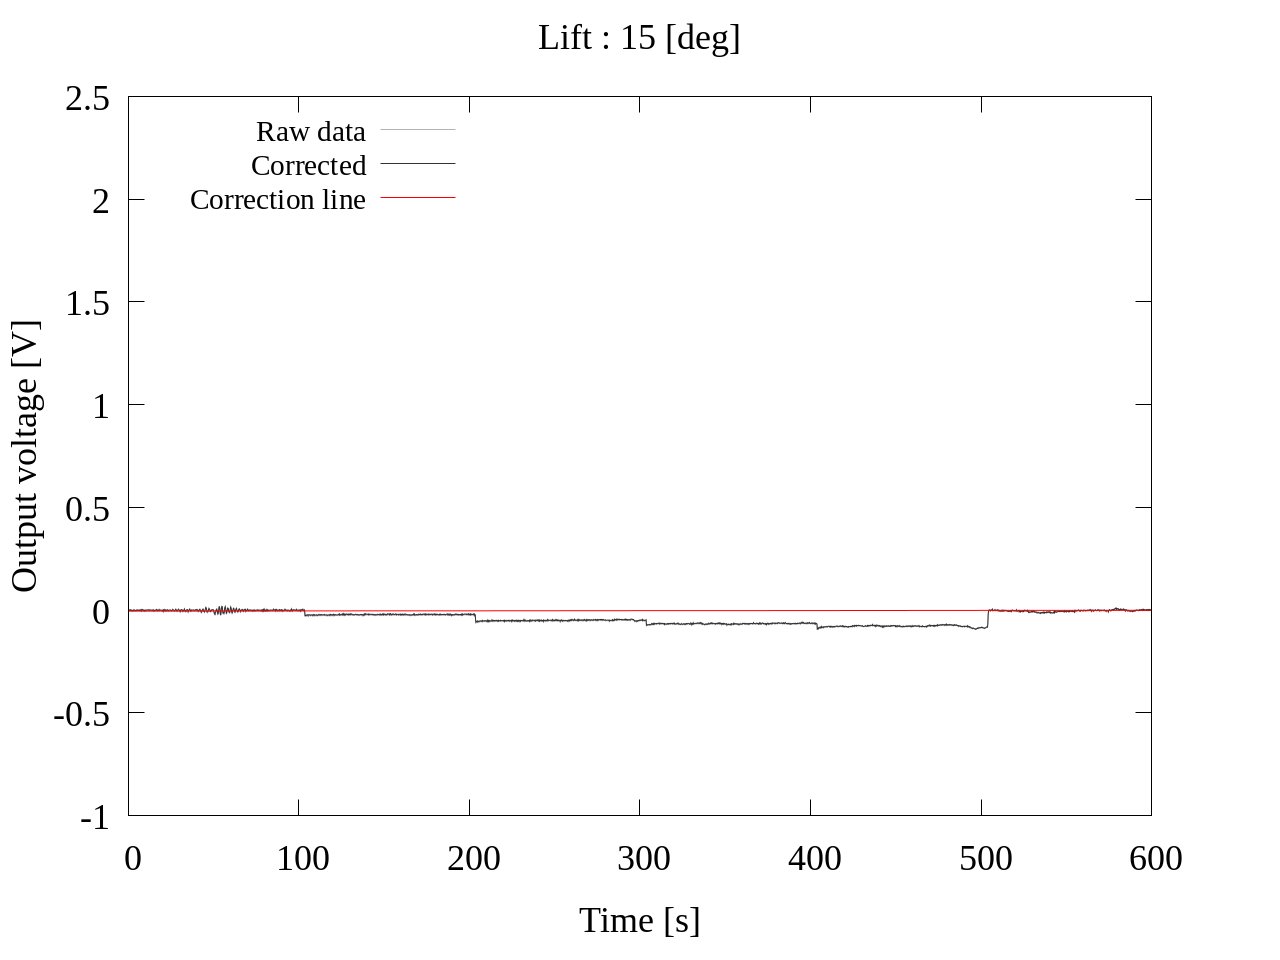 Lift : 15 [deg]
2.5
2
1.5
1
0.5
0
-0.5
-1
Output voltage [V]
Raw data
Corrected
Correction line
0 100 200 300 400 500 600
Time [s]